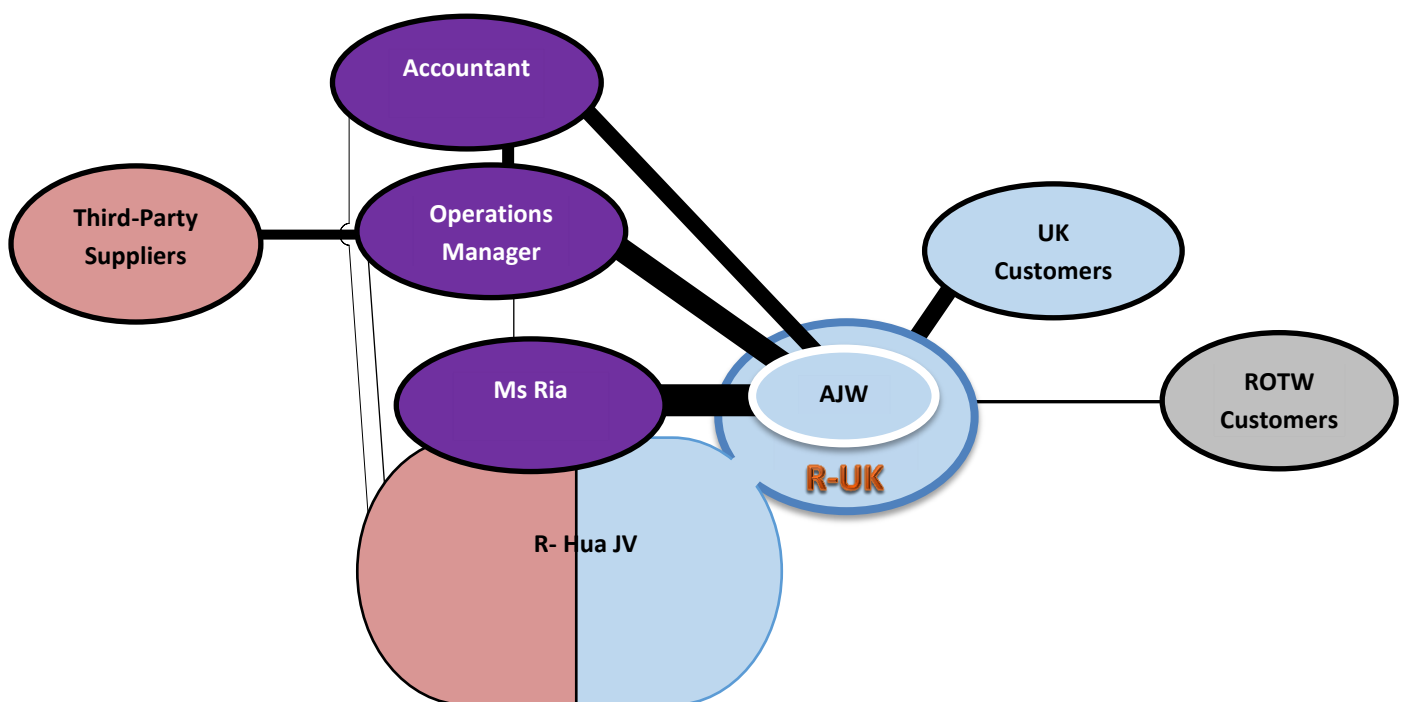 Accountant
Third-Party
Suppliers
Operations
Manager
UK
Customers
Ms Ria
AJW
ROTW
Customers
R-UK
R- Hua JV